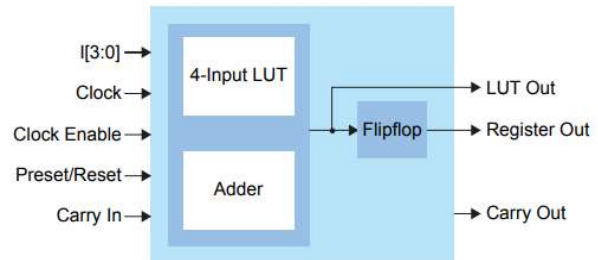 I[3:0]
Clock
Clock Enable
Preset/Reset
Carry In
4-Input LUT
Adder
Flipflop
LUT Out
Register Out
Carry Out